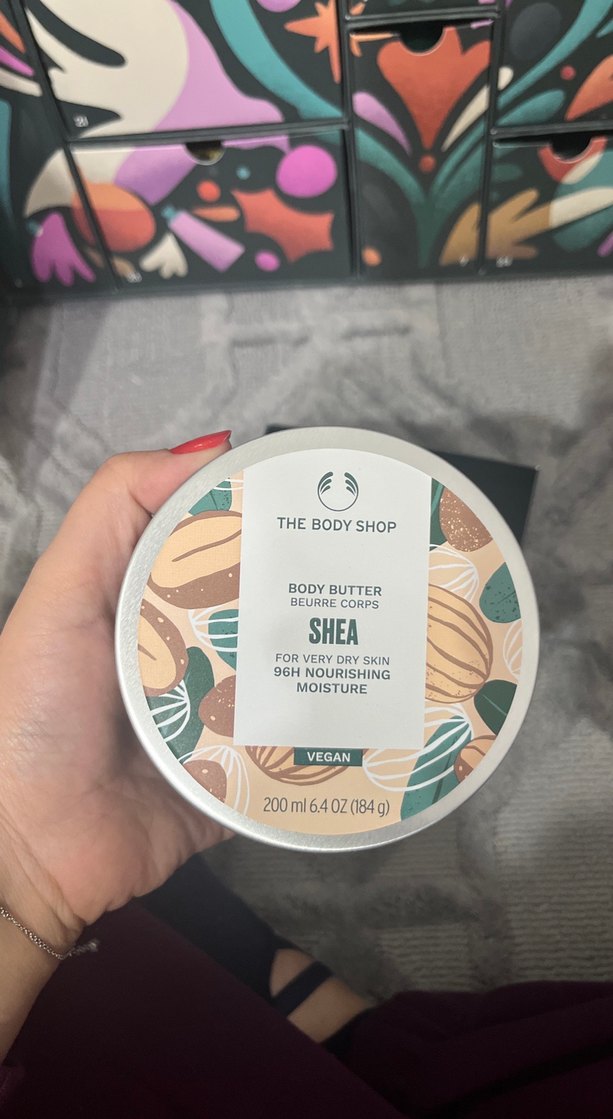 THE BODY SHOP
BODY BUTTER
BEURRE CORPS
SHEA
FOR VERY DRY SKIN
96H NOURISHING
MOISTURE
VEGAN
200 ml 6.4 OZ (184 g)